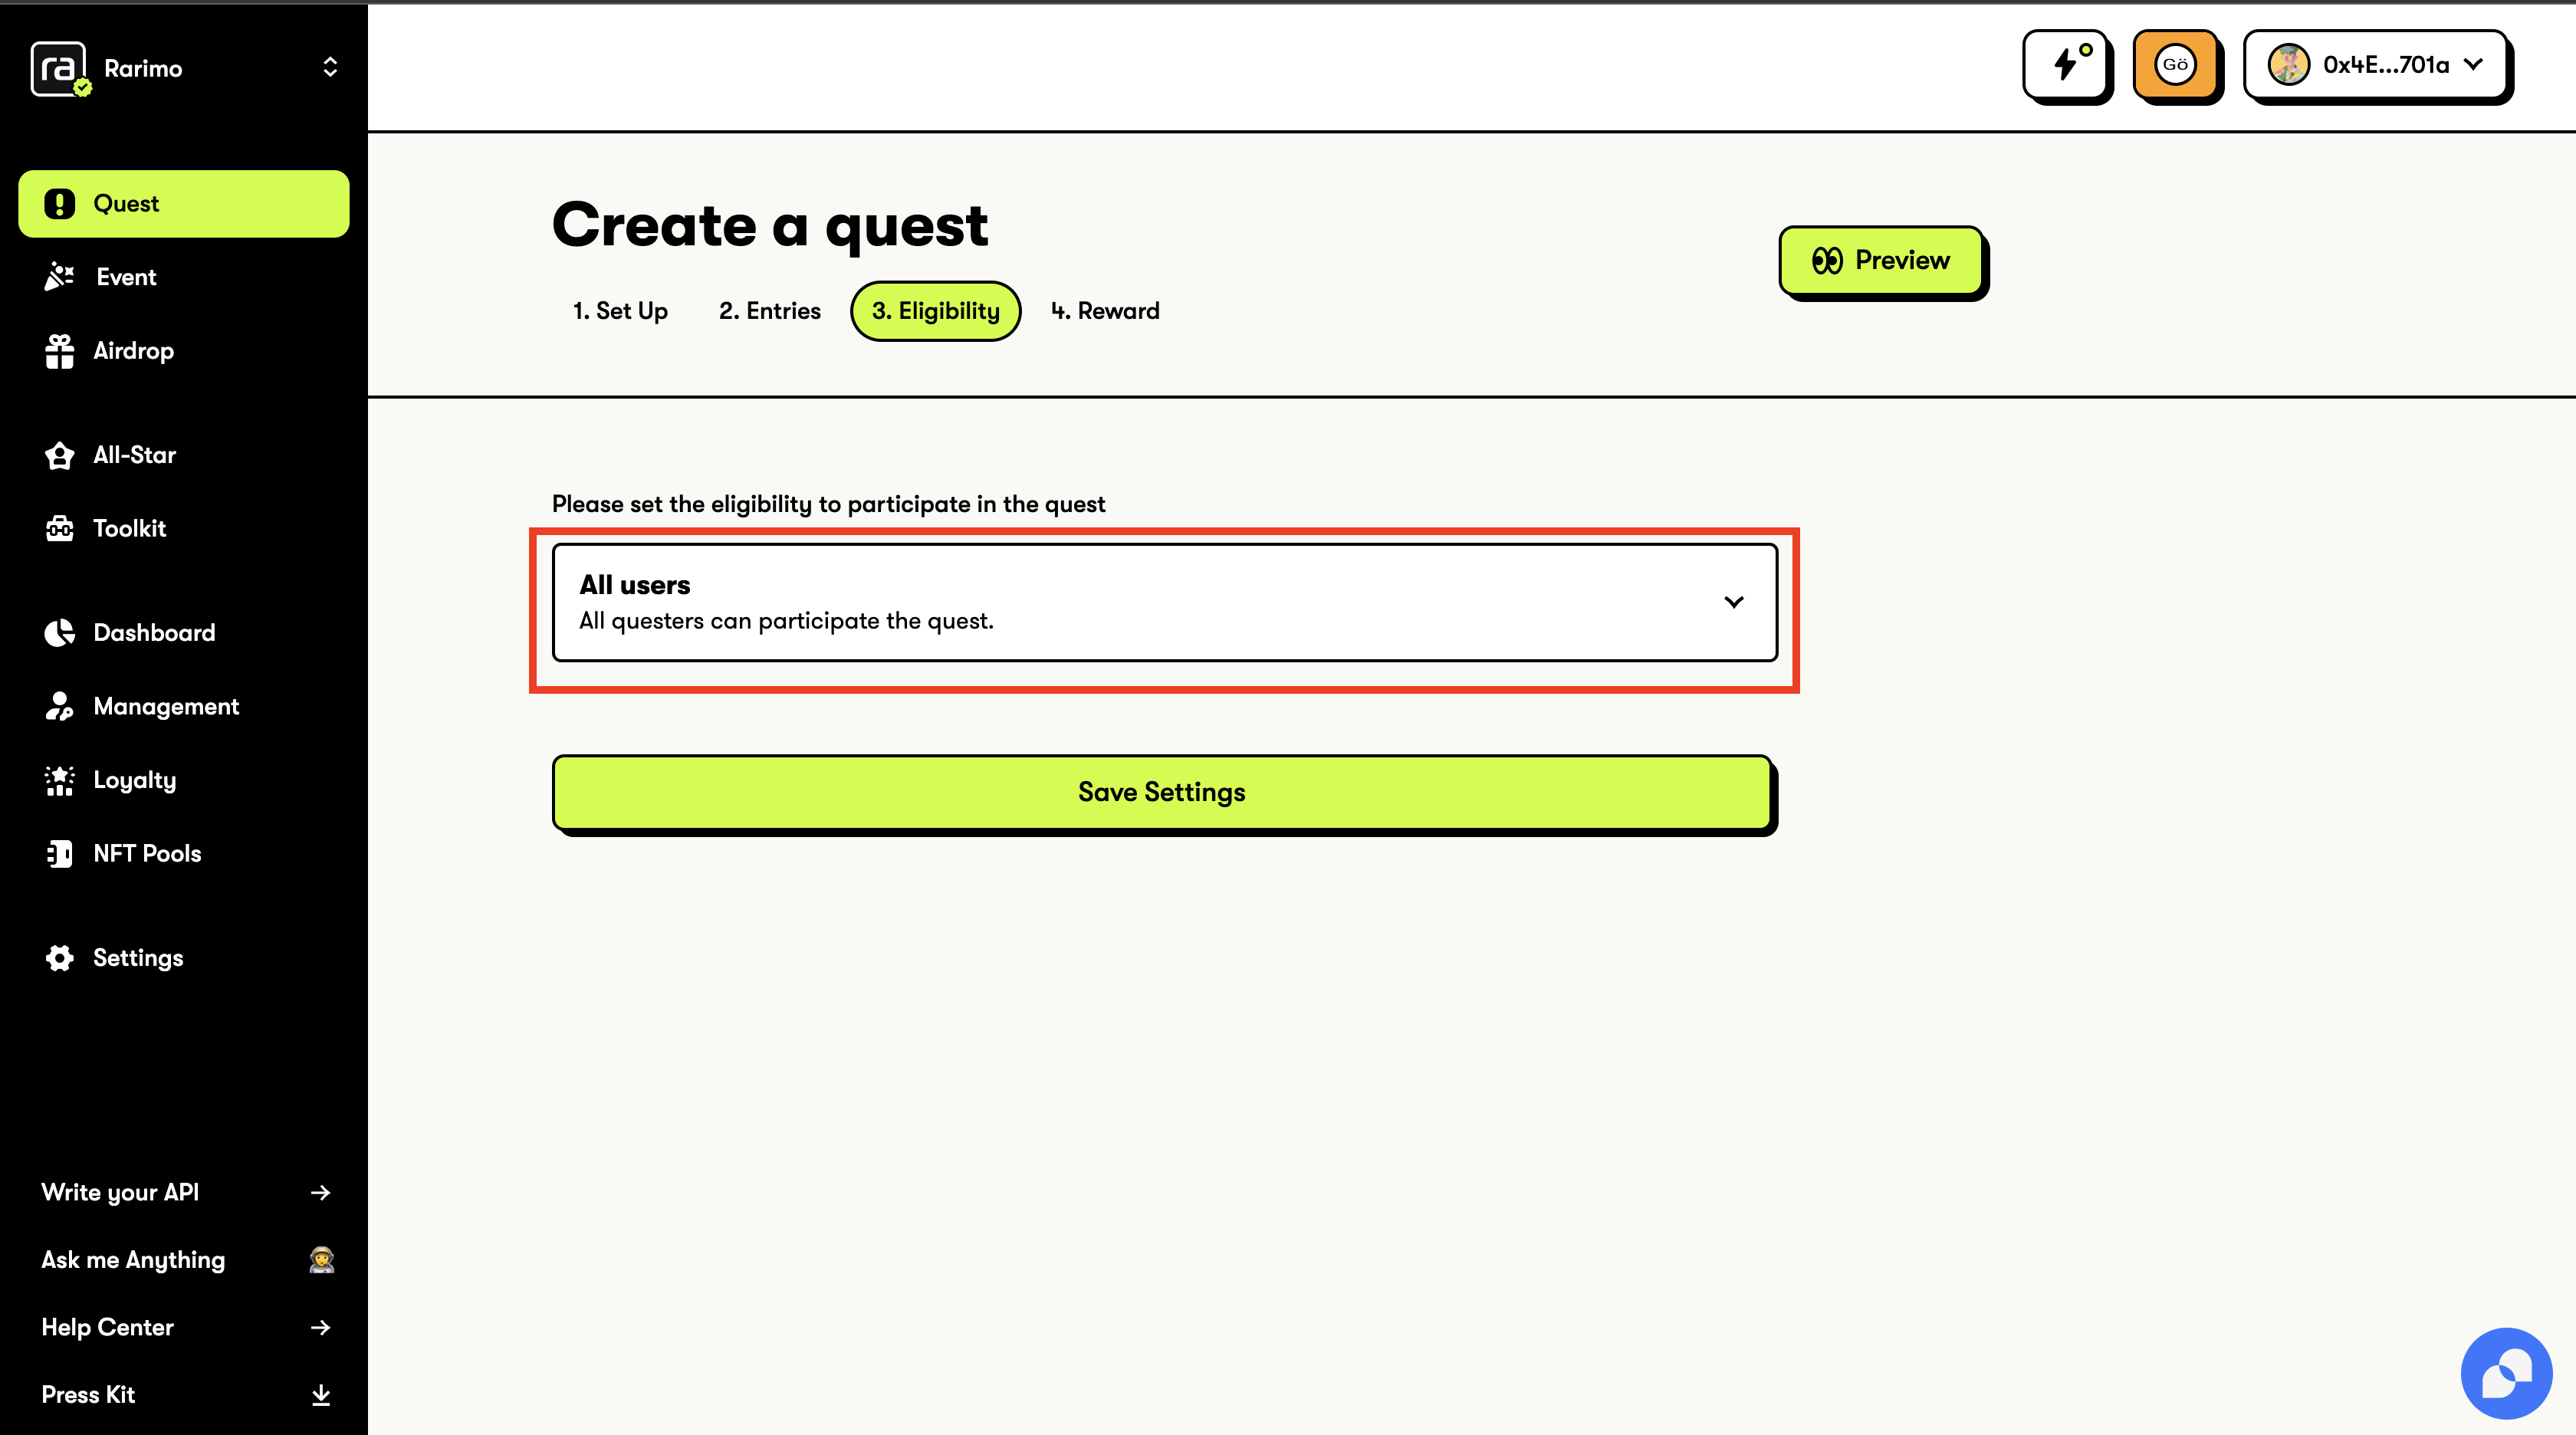 ra
Rarimo
Quest
Event
Airdrop
All-Star
Toolkit
Dashboard
Management
Loyalty
NFT Pools
Settings
Write your API
Ask me Anything
Help Center
Press Kit
Gö
0x4E...701a
Create a quest
1. Set Up
2. Entries
3. Eligibility
4. Reward
Preview
Please set the eligibility to participate in the quest
All users
All questers can participate the quest.
Save Settings